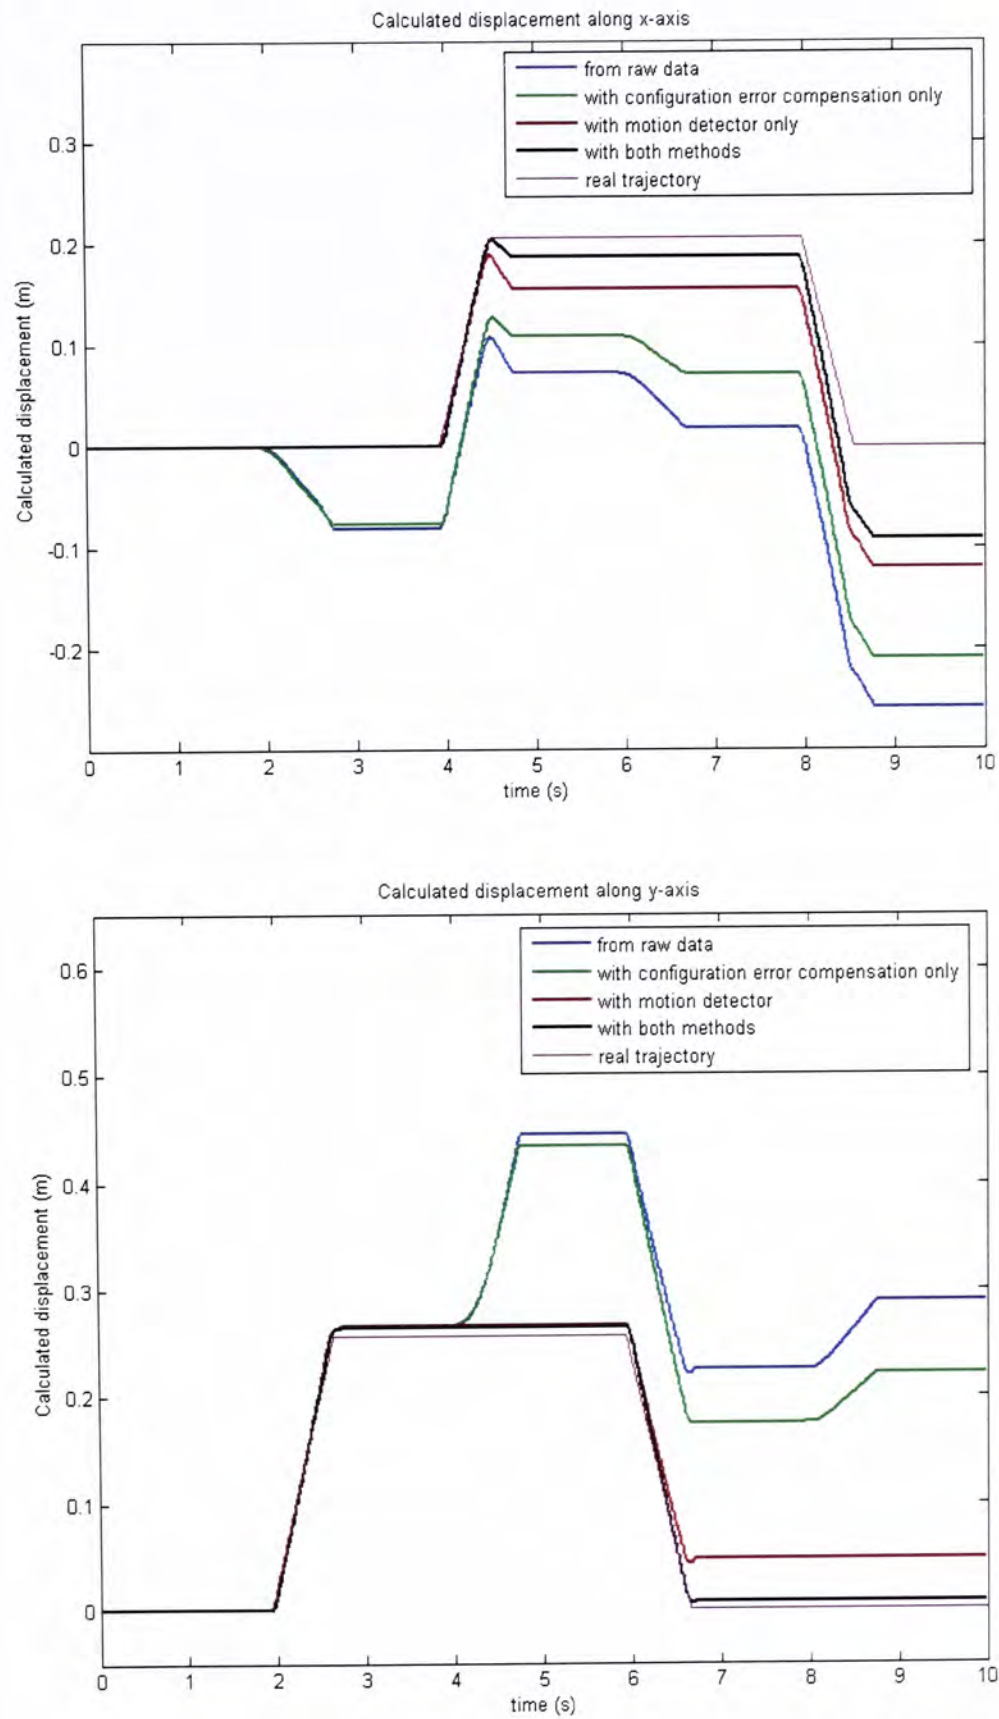 Calculated displacement along x-axis
from raw data
with configuration error compensation only
with motion detector only
with both methods
real trajectory
0.3
0.2
0.1
0
-0.1
-0.2
Calculated displacement (m)
0 1 2 3 4 5 6 7 8 9 10
time (s)
Calculated displacement along y-axis
from raw data
with configuration error compensation only
with motion detector
with both methods
real trajectory
0.6
0.5
0.4
0.3
0.2
0.1
0
Calculated displacement (m)
0 1 2 3 4 5 6 7 8 9 10
time (s)